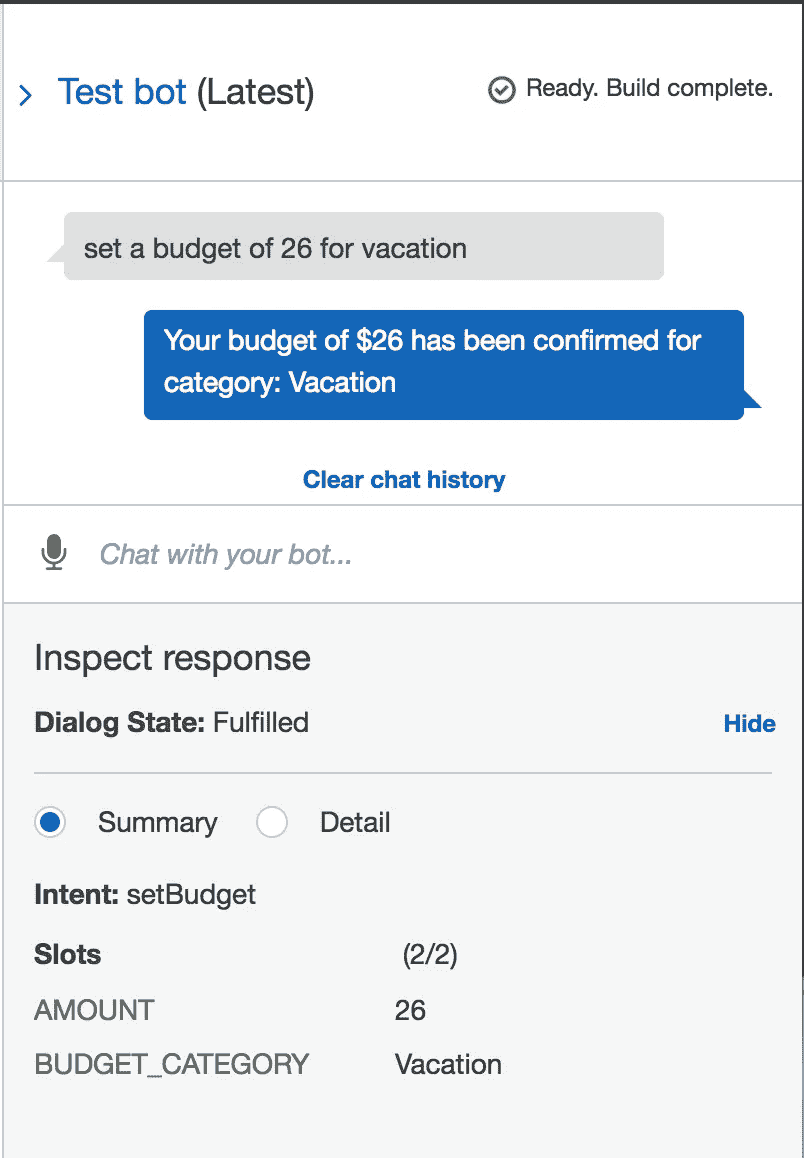 Test bot (Latest)
Ready. Build complete.
set a budget of 26 for vacation
Your budget of $26 has been confirmed for
category: Vacation
Clear chat history
Chat with your bot...
Inspect response
Dialog State: Fulfilled
Hide
Summary
Detail
Intent: setBudget
Slots (2/2)
AMOUNT 26
BUDGET_CATEGORY Vacation